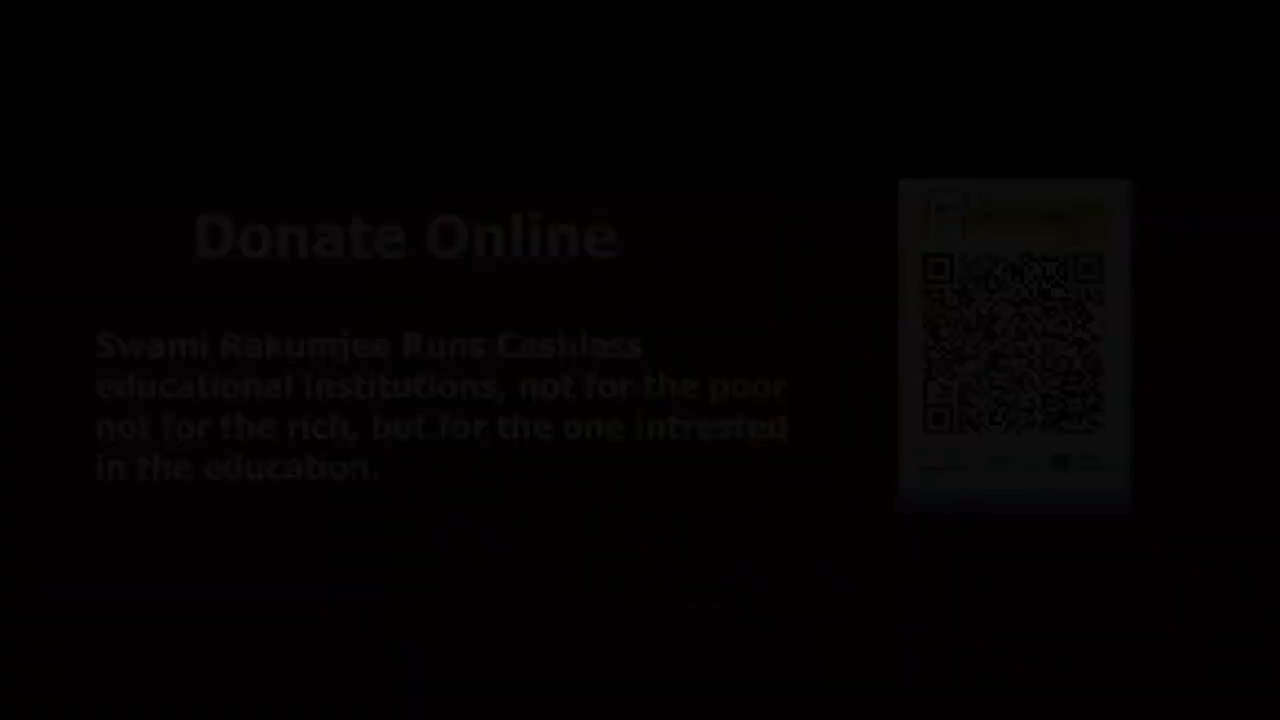 Donate Online
Swami Rakumjee Runs Cashless
educational institutions, not for the poor
not for the rich, but for the one intrested
in the education.